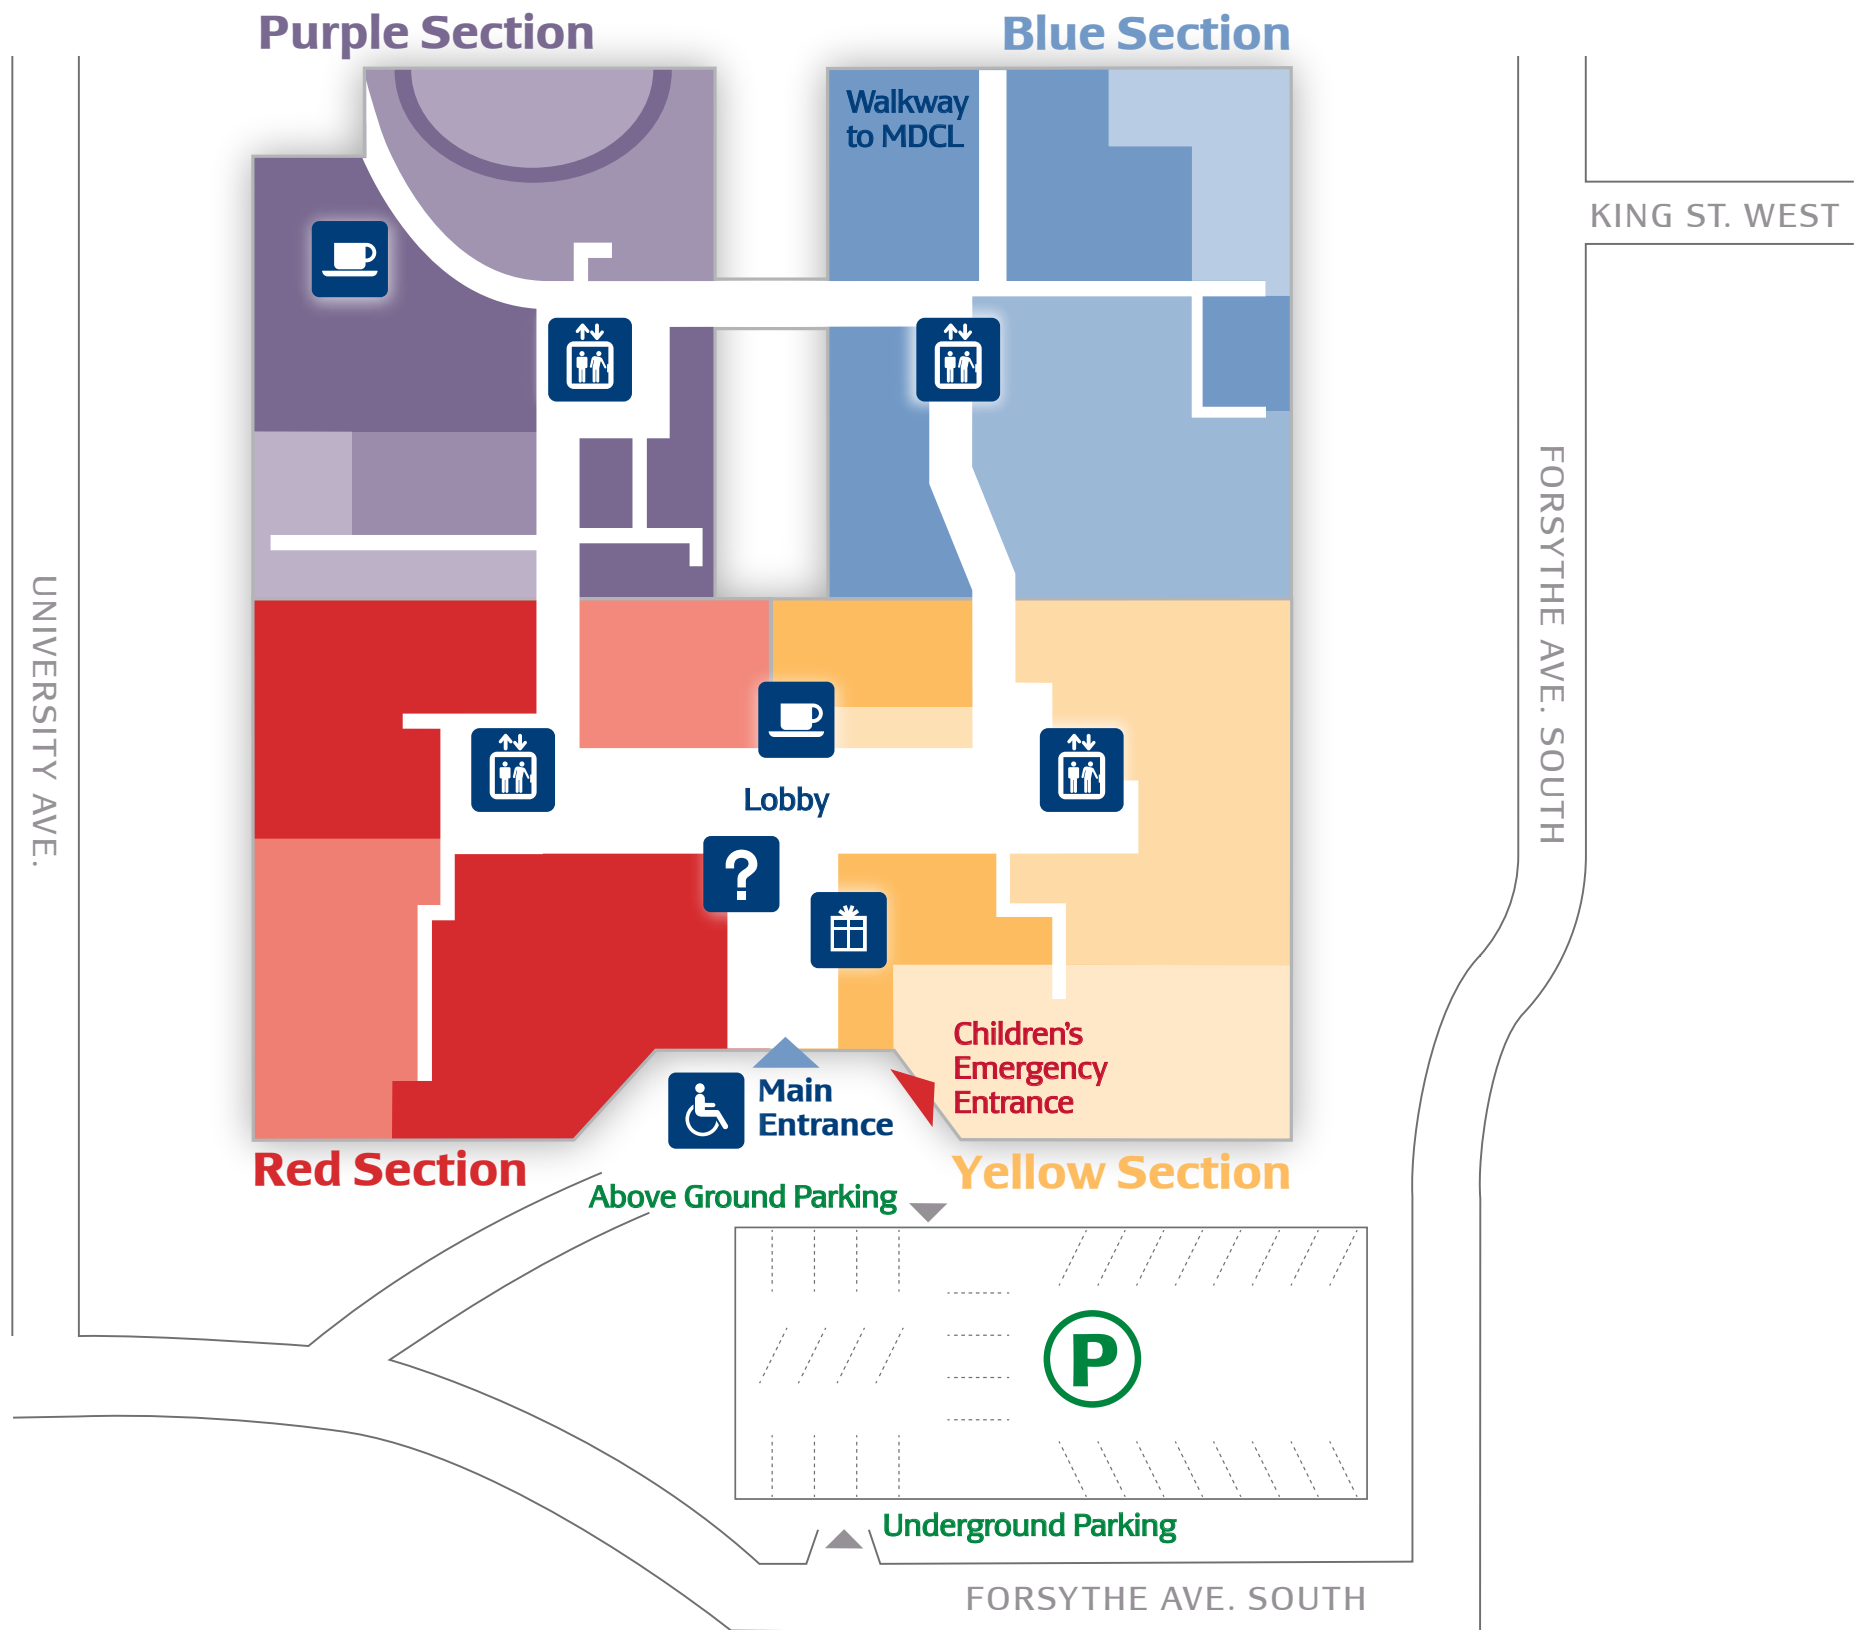 Purple Section
Blue Section
Walkway
to MDCL
KING ST. WEST
FORSYTHE AVE. SOUTH
UNIVERSITY AVE.
Lobby
?
Main
Entrance
Children's
Emergency
Entrance
Red Section
Yellow Section
Above Ground Parking
P
Underground Parking
FORSYTHE AVE. SOUTH